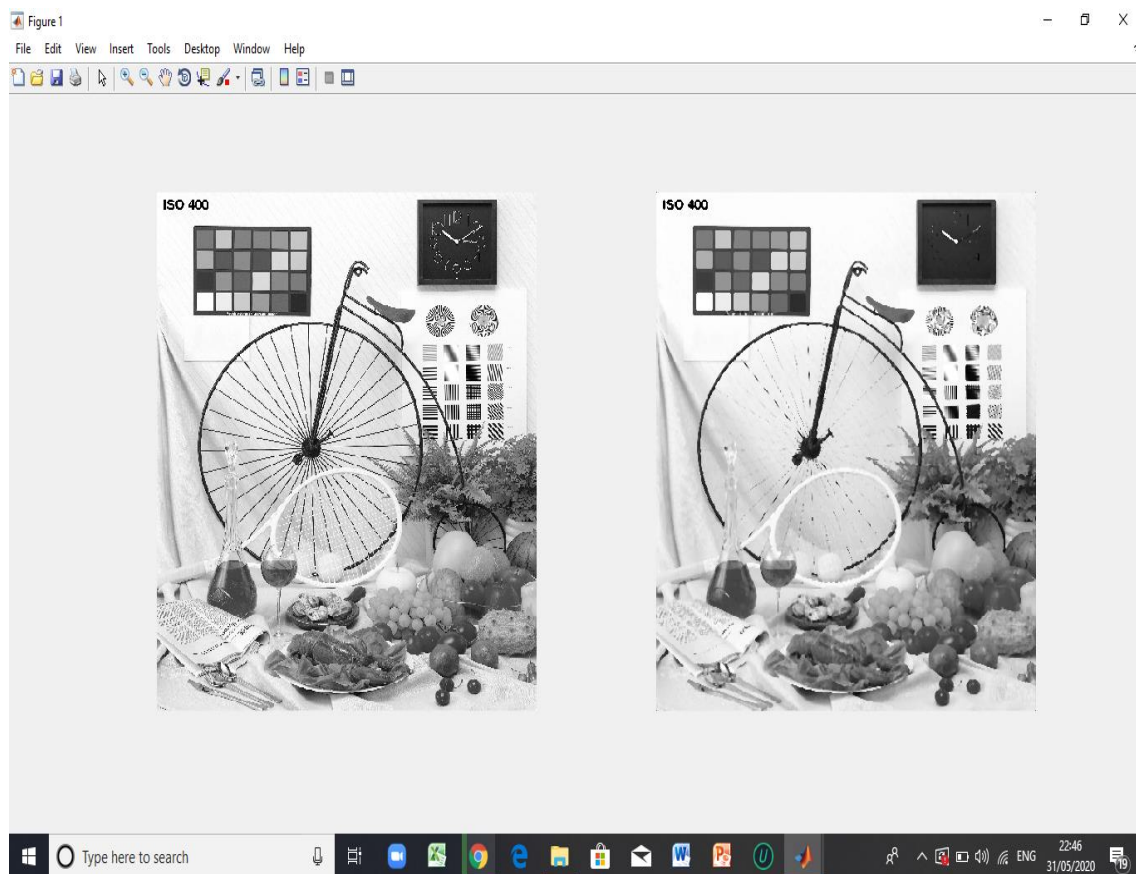 Figure 1
File Edit View Insert Tools Desktop Window Help
ISO 400
ISO 400
Type here to search
ENG
22:46
31/05/2020
19